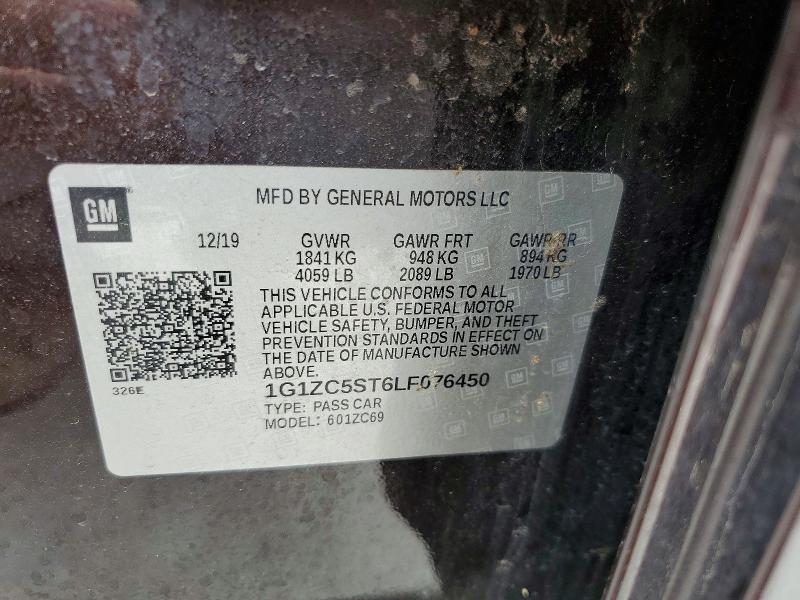 GM
MFD BY GENERAL MOTORS LLC
12/19 GVWR GAWR FRT GAWR RR
1841 KG 948 KG 894 KG
4059 LB 2089 LB 1970 LB
THIS VEHICLE CONFORMS TO ALL
APPLICABLE U.S. FEDERAL MOTOR
VEHICLE SAFETY, BUMPER, AND THEFT
PREVENTION STANDARDS IN EFFECT ON
THE DATE OF MANUFACTURE SHOWN
ABOVE.
326E
1G1ZC5ST6LF076450
TYPE: PASS CAR
MODEL: 601ZC69